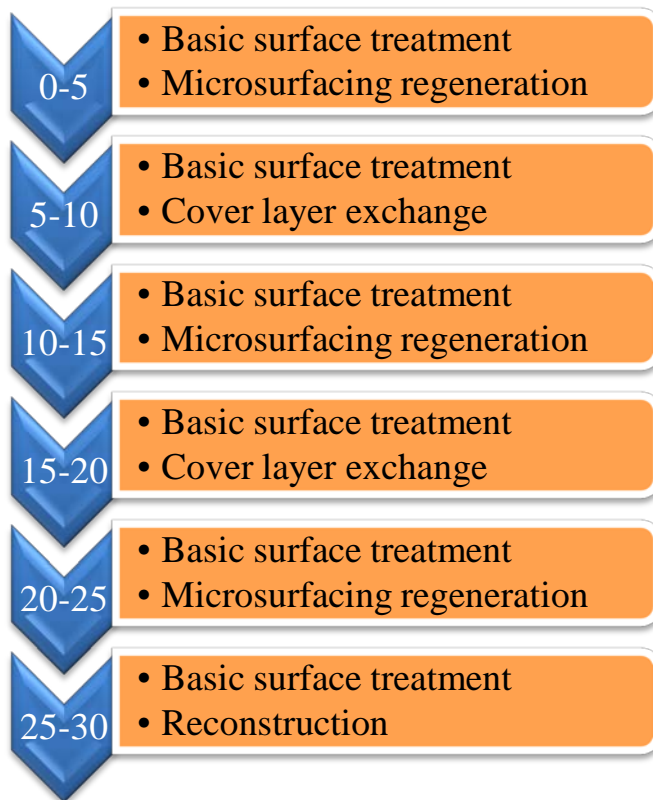 0-5
• Basic surface treatment
• Microsurfacing regeneration
5-10
• Basic surface treatment
• Cover layer exchange
10-15
• Basic surface treatment
• Microsurfacing regeneration
15-20
• Basic surface treatment
• Cover layer exchange
20-25
• Basic surface treatment
• Microsurfacing regeneration
25-30
• Basic surface treatment
• Reconstruction